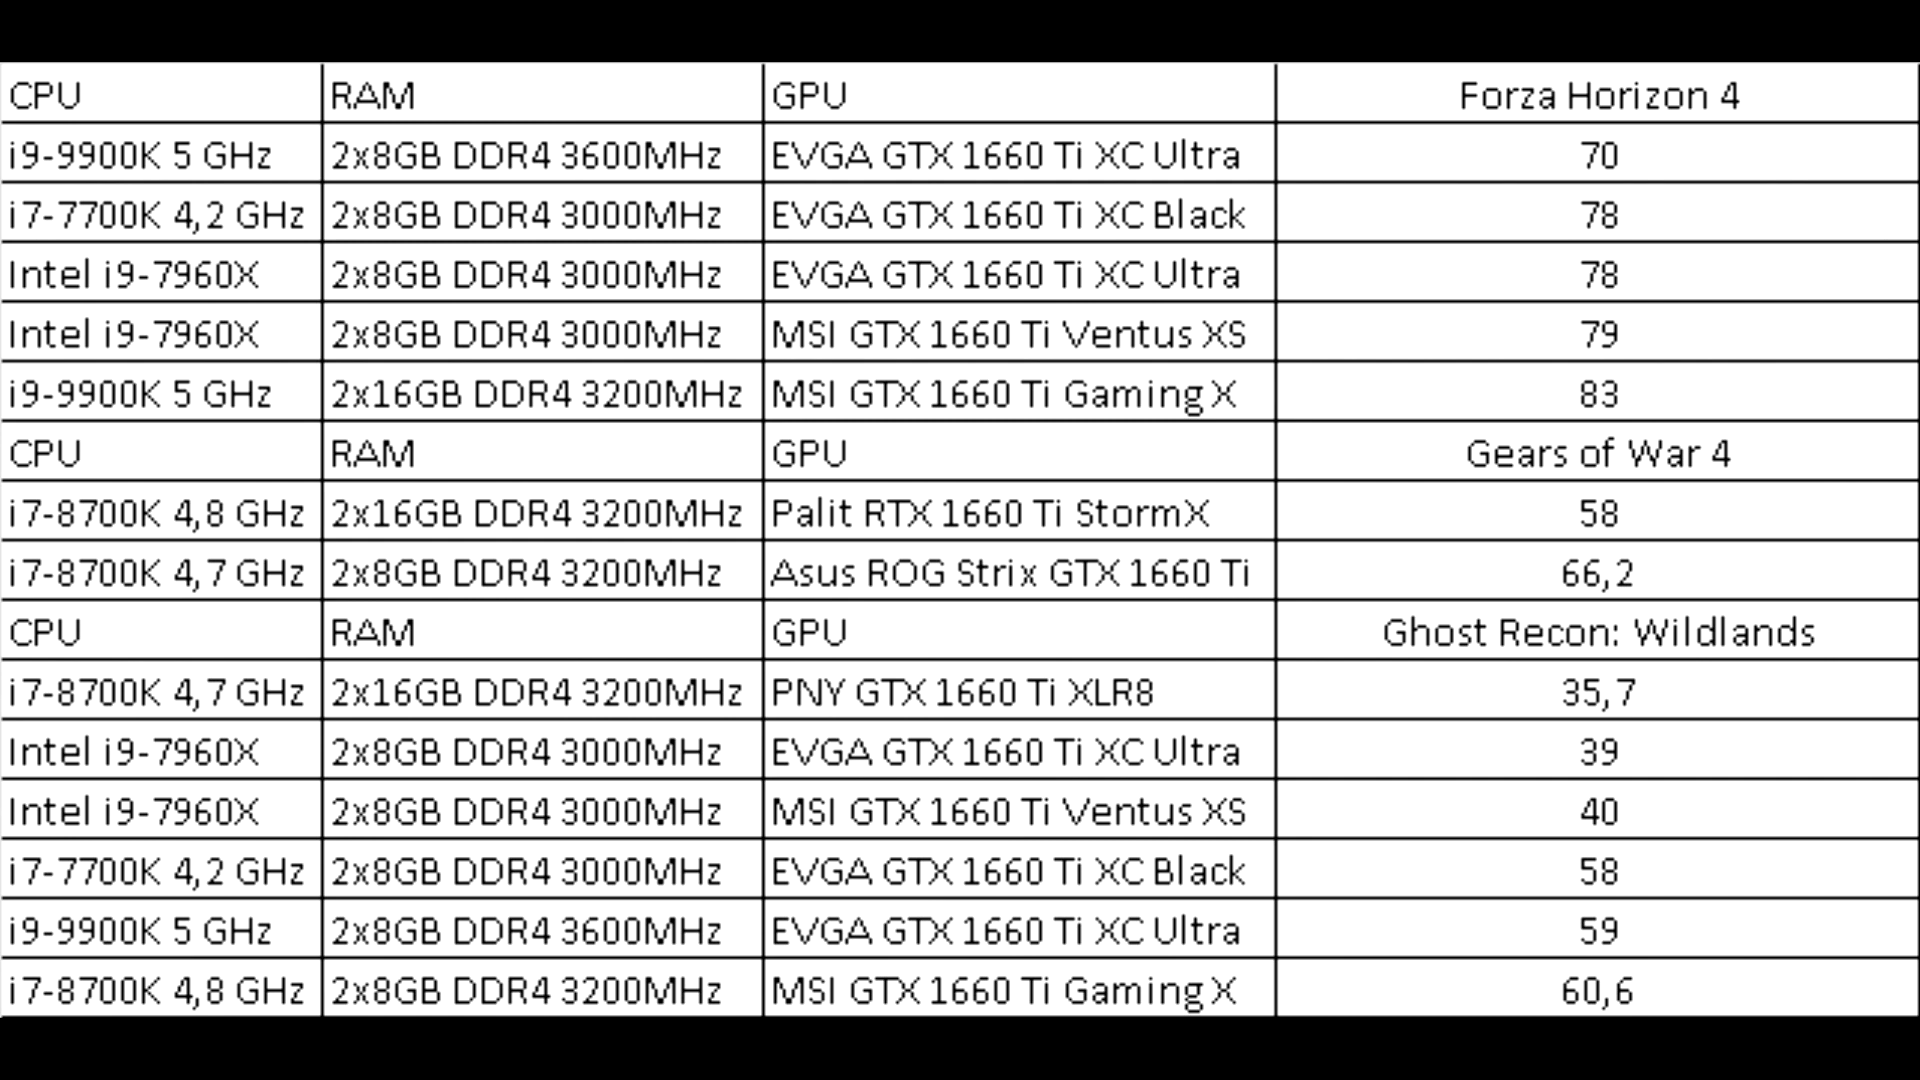 CPU RAM GPU Forza Horizon 4
i9-9900K 5 GHz 2x8GB DDR4 3600MHz EVGA GTX 1660 Ti XC Ultra 70
i7-7700K 4,2 GHz 2x8GB DDR4 3000MHz EVGA GTX 1660 Ti XC Black 78
Intel i9-7960X 2x8GB DDR4 3000MHz EVGA GTX 1660 Ti XC Ultra 78
Intel i9-7960X 2x8GB DDR4 3000MHz MSI GTX 1660 Ti Ventus XS 79
i9-9900K 5 GHz 2x16GB DDR4 3200MHz MSI GTX 1660 Ti Gaming X 83
CPU RAM GPU Gears of War 4
i7-8700K 4,8 GHz 2x16GB DDR4 3200MHz Palit RTX 1660 Ti StormX 58
i7-8700K 4,7 GHz 2x8GB DDR4 3200MHz Asus ROG Strix GTX 1660 Ti 66,2
CPU RAM GPU Ghost Recon: Wildlands
i7-8700K 4,7 GHz 2x16GB DDR4 3200MHz PNY GTX 1660 Ti XLR8 35,7
Intel i9-7960X 2x8GB DDR4 3000MHz EVGA GTX 1660 Ti XC Ultra 39
Intel i9-7960X 2x8GB DDR4 3000MHz MSI GTX 1660 Ti Ventus XS 40
i7-7700K 4,2 GHz 2x8GB DDR4 3000MHz EVGA GTX 1660 Ti XC Black 58
i9-9900K 5 GHz 2x8GB DDR4 3600MHz EVGA GTX 1660 Ti XC Ultra 59
i7-8700K 4,8 GHz 2x8GB DDR4 3200MHz MSI GTX 1660 Ti Gaming X 60,6